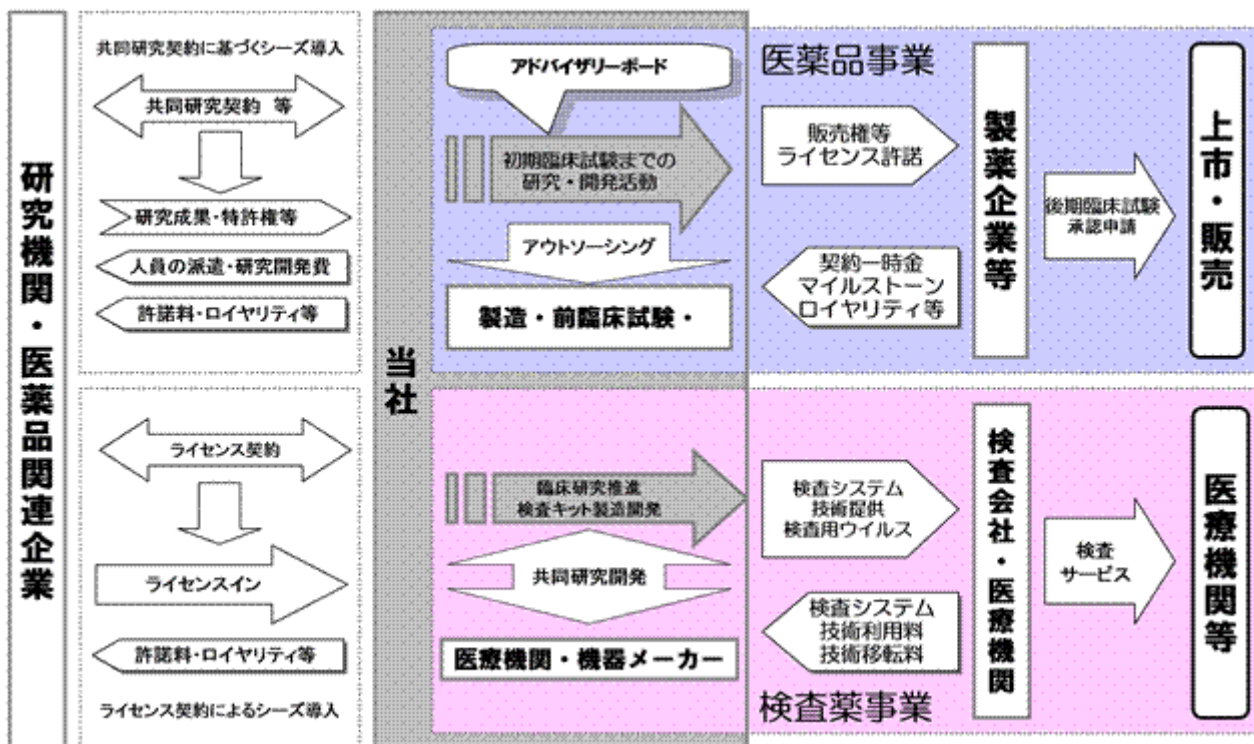 研究機関・医薬品関連企業
共同研究契約に基づくシーズ導入
共同研究契約 等
研究成果・特許権等
人員の派遣・研究開発費
許諾料・ロイヤリティ等
ライセンス契約
ライセンスイン
許諾料・ロイヤリティ等
ライセンス契約によるシーズ導入
当社
アドバイザリーボード
初期臨床試験までの
研究・開発活動
アウトソーシング
製造・前臨床試験・
医薬品事業
販売権等
ライセンス許諾
契約一時金
マイルストーン
ロイヤリティ等
製薬企業等
後期臨床試験
承認申請
上市・販売
臨床研究推進
検査キット製造開発
共同研究開発
医療機関・機器メーカー
検査システム
技術提供
検査用ウイルス
検査システム
技術利用料
技術移転料
検査薬事業
検査会社・医療機関
検査
サービス
医療機関等